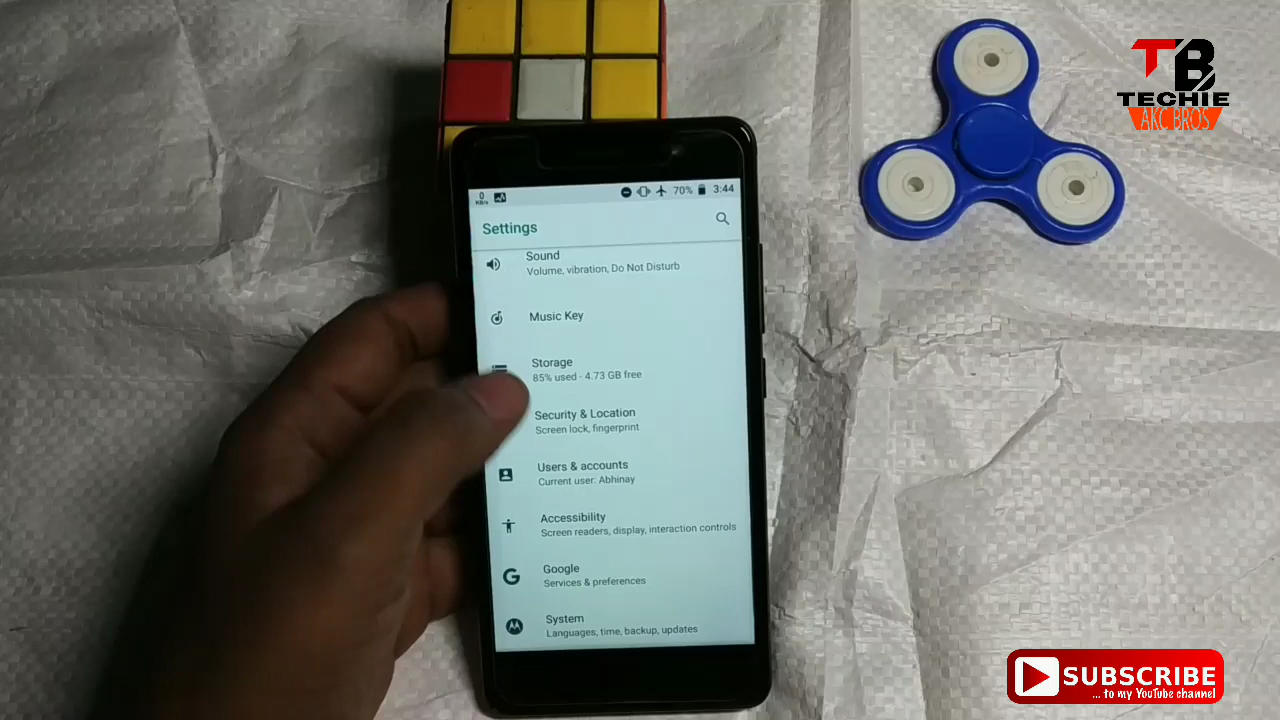 TB
TECHIE
AKC BROS
0
KB/s
70%
3:44
Settings
Sound
Volume, vibration, Do Not Disturb
Music Key
Storage
85% used - 4.73 GB free
Security & Location
Screen lock, fingerprint
Users & accounts
Current user: Abhinay
Accessibility
Screen readers, display, interaction controls
Google
Services & preferences
System
Languages, time, backup, updates
SUBSCRIBE
... to my YouTube channel